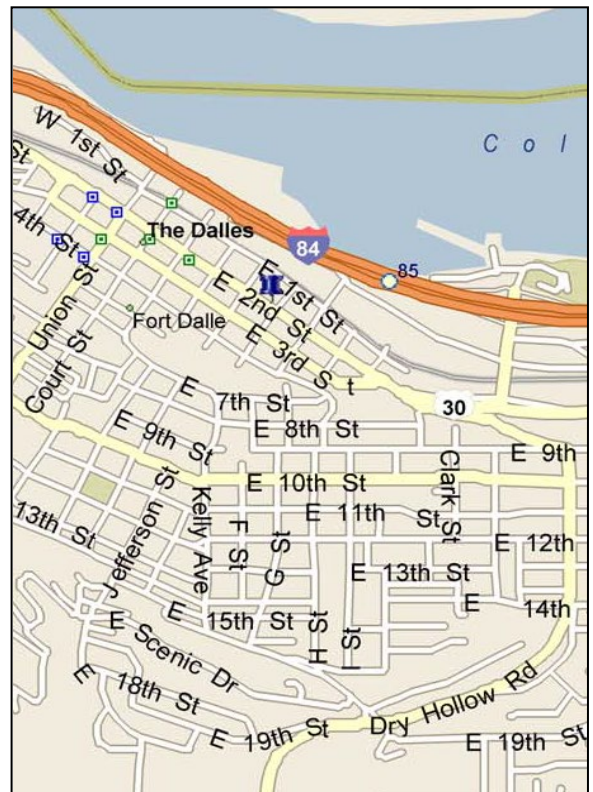 C o l
W 1st St
St
4th St
The Dalles
84
85
E 1st St
E 2nd St
E 3rd St
Union St
Fort Dalle
Court St
30
E 7th St
E 8th St
E 9th St
E 9th
E 10th St
Clark St
13th St
Jefferson St
Kelly Ave
F St
G St
E 11th St
E 12th
E 13th St
E 14th
E 15th St
H St
I St
E Scenic Dr
E 18th St
E 19th St
Dry Hollow Rd
E 19th St